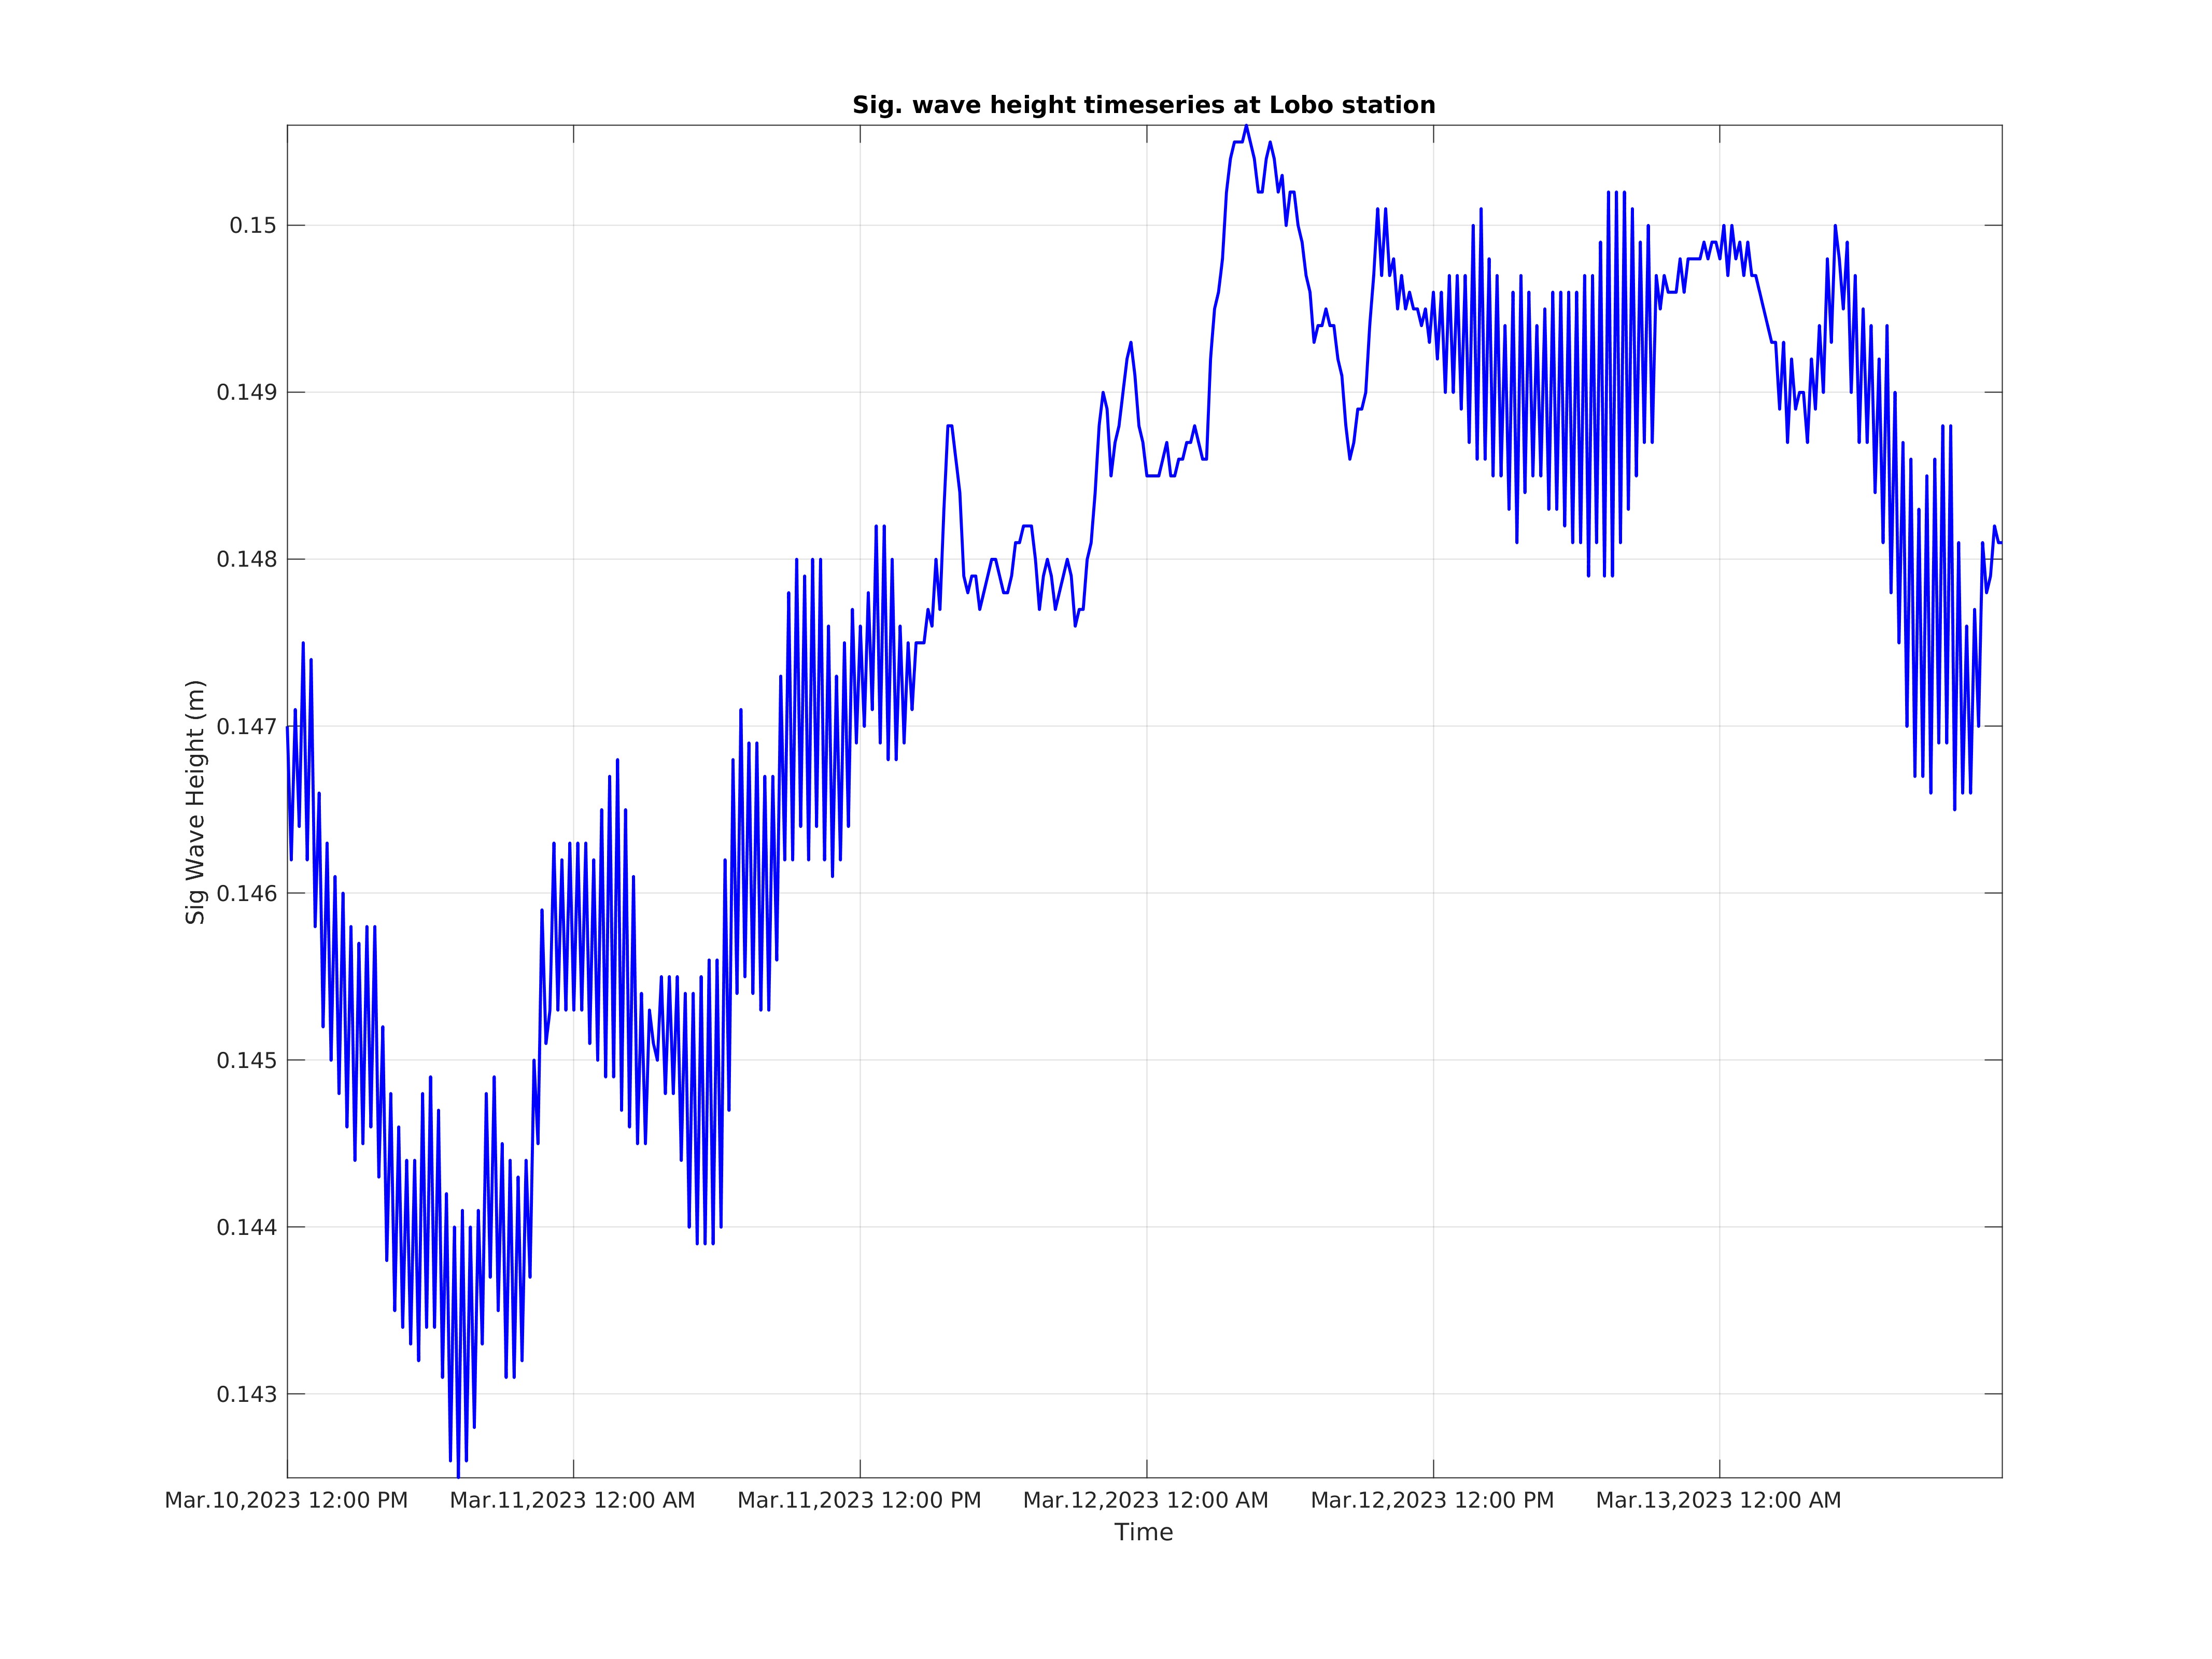 Sig. wave height timeseries at Lobo station
Sig Wave Height (m)
0.15
0.149
0.148
0.147
0.146
0.145
0.144
0.143
Mar.10,2023 12:00 PM
Mar.11,2023 12:00 AM
Mar.11,2023 12:00 PM
Mar.12,2023 12:00 AM
Mar.12,2023 12:00 PM
Mar.13,2023 12:00 AM
Time